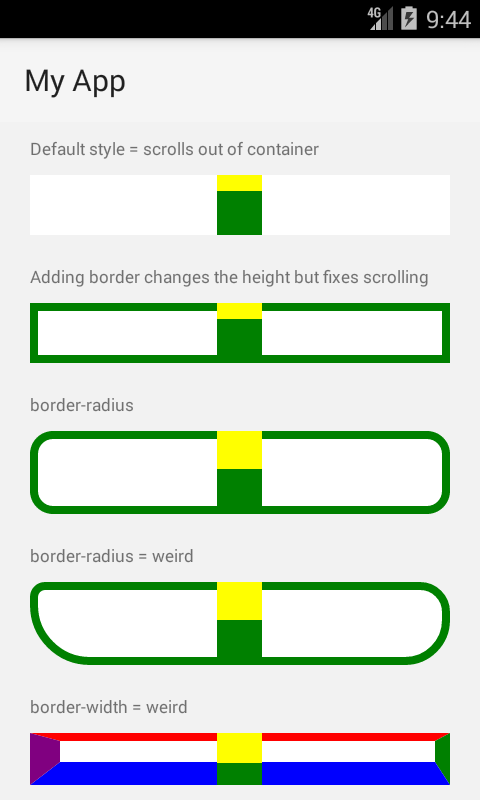 4G 9:44
My App
Default style = scrolls out of container
Adding border changes the height but fixes scrolling
border-radius
border-radius = weird
border-width = weird